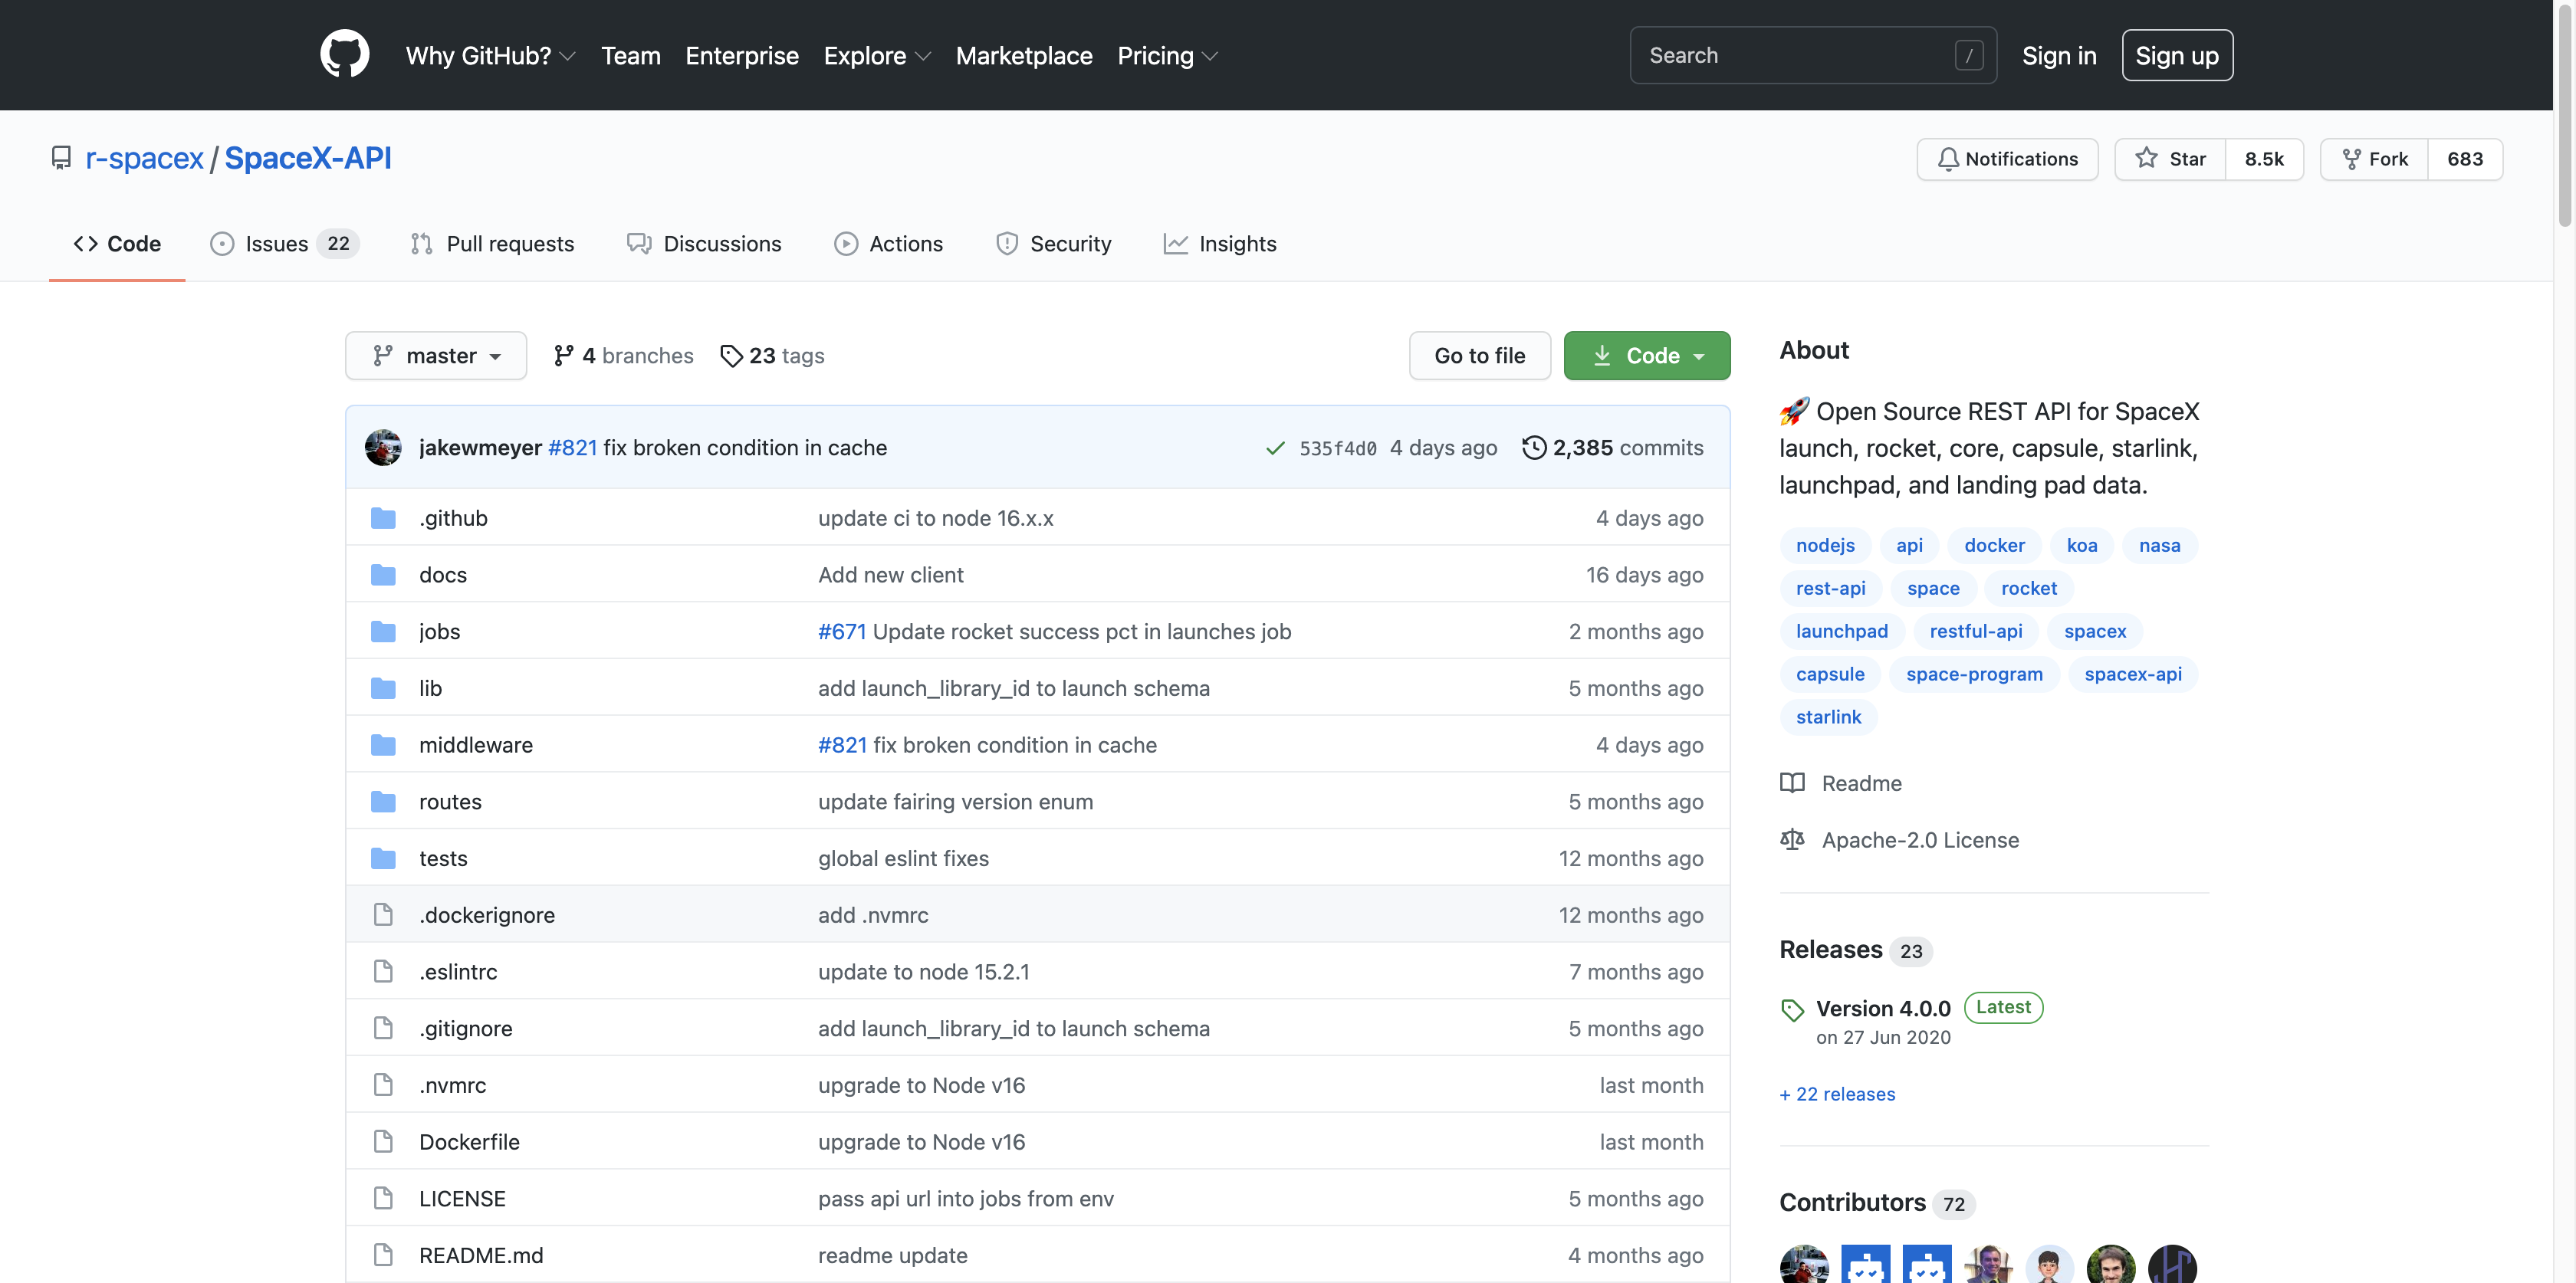 Why GitHub? Team Enterprise Explore Marketplace Pricing Search / Sign in Sign up
r-spacex / SpaceX-API Notifications Star 8.5k Fork 683
Code Issues 22 Pull requests Discussions Actions Security Insights
master 4 branches 23 tags Go to file Code
jakewmeyer #821 fix broken condition in cache 535f4d0 4 days ago 2,385 commits
.github update ci to node 16.x.x 4 days ago
docs Add new client 16 days ago
jobs #671 Update rocket success pct in launches job 2 months ago
lib add launch_library_id to launch schema 5 months ago
middleware #821 fix broken condition in cache 4 days ago
routes update fairing version enum 5 months ago
tests global eslint fixes 12 months ago
.dockerignore add .nvmrc 12 months ago
.eslintrc update to node 15.2.1 7 months ago
.gitignore add launch_library_id to launch schema 5 months ago
.nvmrc upgrade to Node v16 last month
Dockerfile upgrade to Node v16 last month
LICENSE pass api url into jobs from env 5 months ago
README.md readme update 4 months ago
About
🚀 Open Source REST API for SpaceX
launch, rocket, core, capsule, starlink,
launchpad, and landing pad data.
nodejs api docker koa nasa
rest-api space rocket
launchpad restful-api spacex
capsule space-program spacex-api
starlink
Readme
Apache-2.0 License
Releases 23
Version 4.0.0 Latest
on 27 Jun 2020
+ 22 releases
Contributors 72